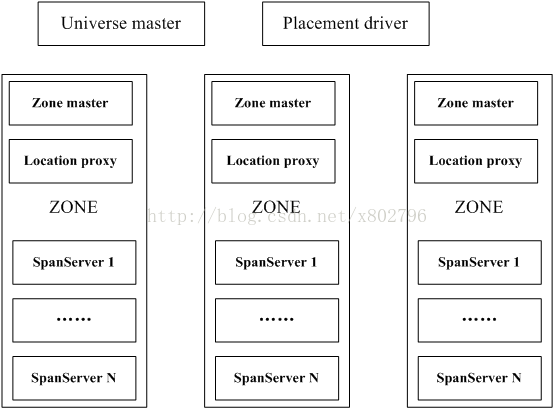 Universe master
Placement driver
Zone master
Location proxy
ZONE
SpanServer 1
……
SpanServer N
Zone master
Location proxy
ZONE
SpanServer 1
……
SpanServer N
Zone master
Location proxy
ZONE
SpanServer 1
……
SpanServer N
http://blog.csdn.net/x802796